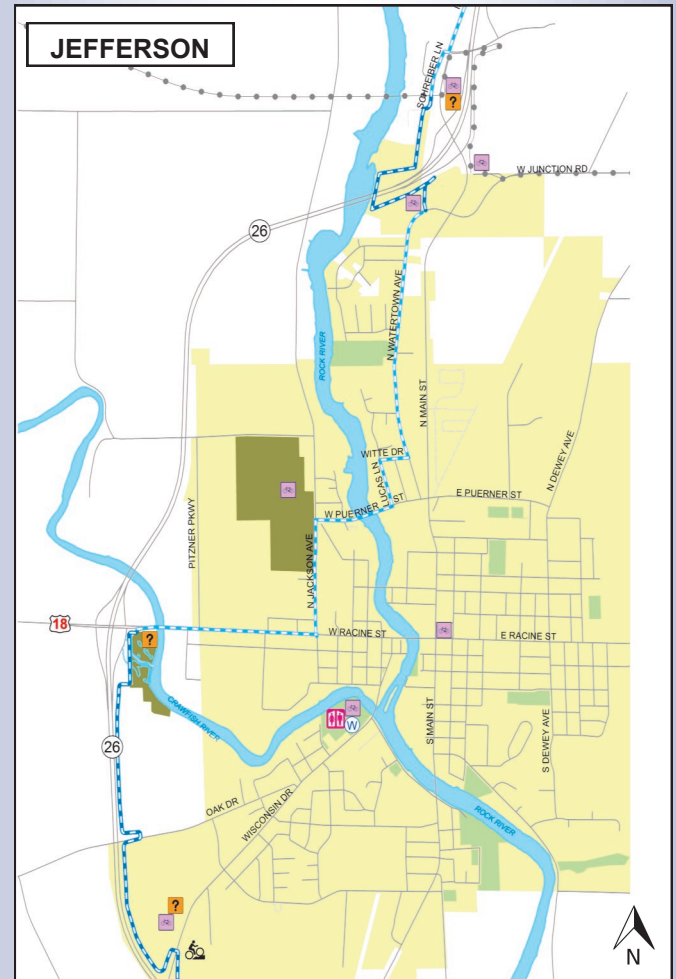 JEFFERSON
SCHREIBER LN
?
W JUNCTION RD
26
N WATERTOWN AVE
ROCK RIVER
N MAIN ST
WITTE DR
LUCAS LN
N DEWEY AVE
E PUERNER ST
W PUERNER ST
PITZNER PKWY
N JACKSON AVE
18
?
W RACINE ST
E RACINE ST
CRAWFISH RIVER
W
S MAIN ST
S DEWEY AVE
26
OAK DR
WISCONSIN DR
ROCK RIVER
?
N